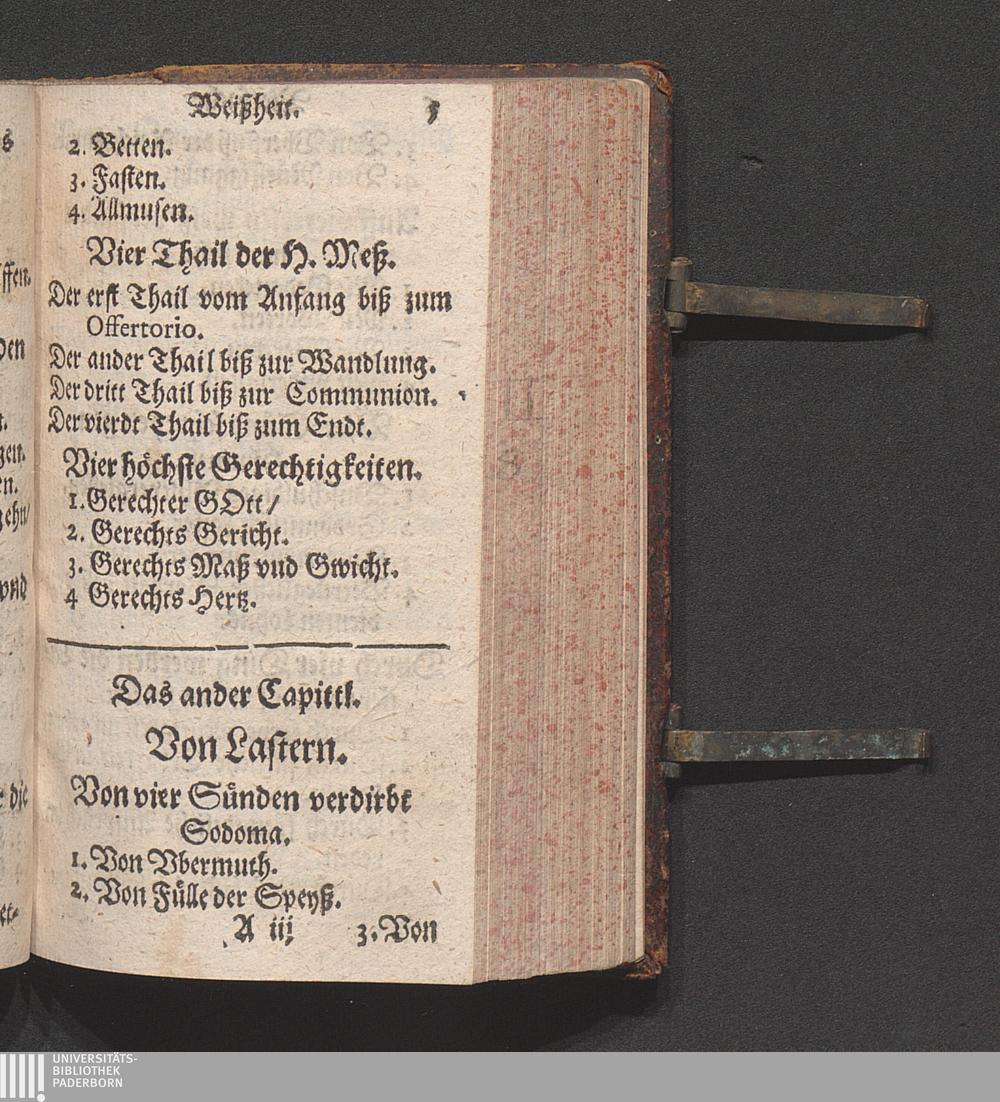 Weißheit. 5
2. Betten.
3. Fasten.
4. Allmusen.
Vier Thail der H. Meß.
Der erst Thail vom Anfang biß zum
Offertorio.
Der ander Thail biß zur Wandlung.
Der dritt Thail biß zur Communion.
Der vierdt Thail biß zum Endt.
Vier höchste Gerechtigkeiten.
1. Gerechter GOtt/
2. Gerechts Gericht.
3. Gerechts Maß vnd Gwicht.
4 Gerechts Hertz.
Das ander Capittl.
Von Lastern.
Von vier Sünden verdirbt
Sodoma.
1. Von Vbermuth.
2. Von Fülle der Speyß.
A iij 3. Von
UNIVERSITÄTS-
BIBLIOTHEK
PADERBORN